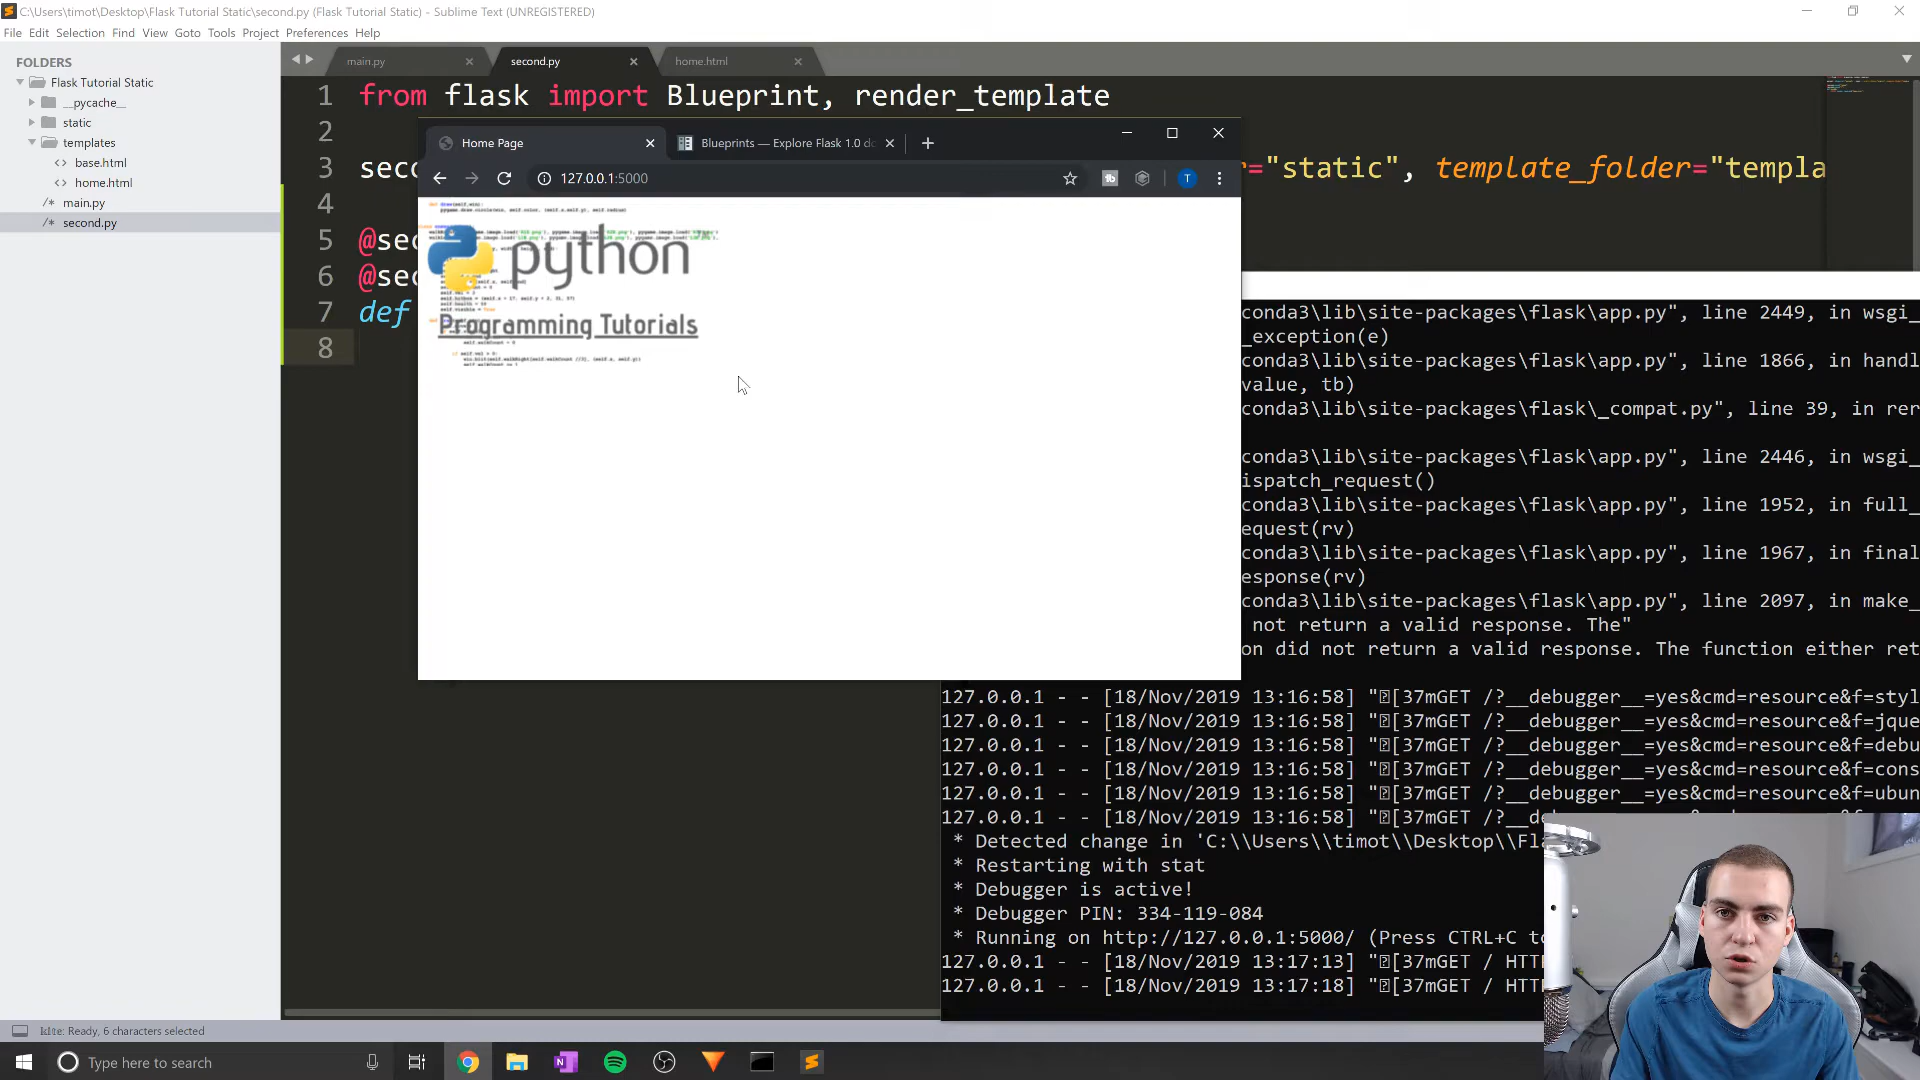 C:\Users\timot\Desktop\Flask Tutorial Static\second.py (Flask Tutorial Static) - Sublime Text (UNREGISTERED)
File Edit Selection Find View Goto Tools Project Preferences Help
FOLDERS
Flask Tutorial Static
__pycache__
static
templates
base.html
home.html
main.py
second.py
main.py
second.py
home.html
1 from flask import Blueprint, render_template
2
3 sec ="static", template_folder="templa
4
5 @sec
6 @sec
7 def
8
Home Page
Blueprints — Explore Flask 1.0 do
127.0.0.1:5000
python
Programming Tutorials
conda3\lib\site-packages\flask\app.py", line 2449, in wsgi_
_exception(e)
conda3\lib\site-packages\flask\app.py", line 1866, in handl
value, tb)
conda3\lib\site-packages\flask\_compat.py", line 39, in rer
conda3\lib\site-packages\flask\app.py", line 2446, in wsgi_
ispatch_request()
conda3\lib\site-packages\flask\app.py", line 1952, in full_
equest(rv)
conda3\lib\site-packages\flask\app.py", line 1967, in final
esponse(rv)
conda3\lib\site-packages\flask\app.py", line 2097, in make_
not return a valid response. The"
on did not return a valid response. The function either ret
127.0.0.1 - - [18/Nov/2019 13:16:58] "[37mGET /?__debugger__=yes&cmd=resource&f=styl
127.0.0.1 - - [18/Nov/2019 13:16:58] "[37mGET /?__debugger__=yes&cmd=resource&f=jque
127.0.0.1 - - [18/Nov/2019 13:16:58] "[37mGET /?__debugger__=yes&cmd=resource&f=debu
127.0.0.1 - - [18/Nov/2019 13:16:58] "[37mGET /?__debugger__=yes&cmd=resource&f=cons
127.0.0.1 - - [18/Nov/2019 13:16:58] "[37mGET /?__debugger__=yes&cmd=resource&f=ubun
127.0.0.1 - - [18/Nov/2019 13:16:58] "[37mGET /?__debugger__=yes&cmd=
* Detected change in 'C:\\Users\\timot\\Desktop\\Fl
* Restarting with stat
* Debugger is active!
* Debugger PIN: 334-119-084
* Running on http://127.0.0.1:5000/ (Press CTRL+C to
127.0.0.1 - - [18/Nov/2019 13:17:13] "[37mGET / HTT
127.0.0.1 - - [18/Nov/2019 13:17:18] "[37mGET / HTT
kite: Ready, 6 characters selected
Type here to search